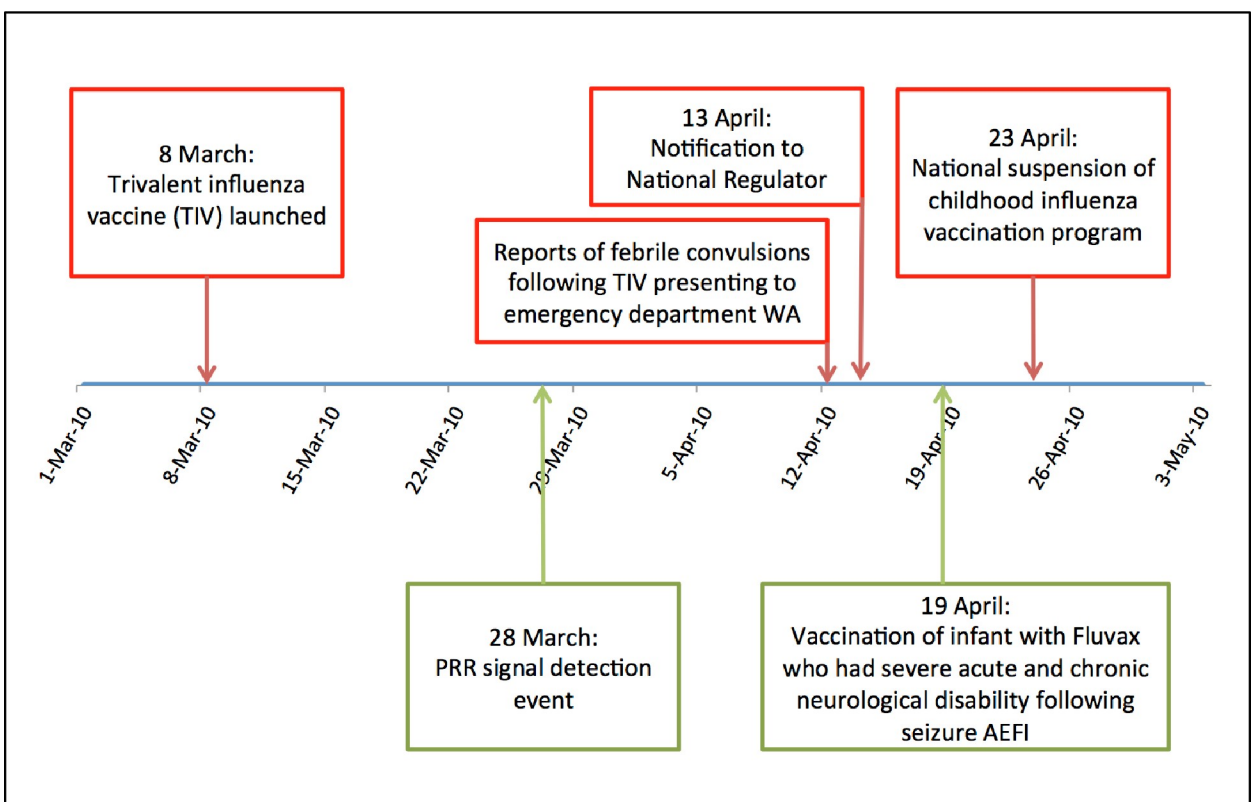 8 March:
Trivalent influenza
vaccine (TIV) launched
13 April:
Notification to
National Regulator
23 April:
National suspension of
childhood influenza
vaccination program
Reports of febrile convulsions
following TIV presenting to
emergency department WA
1-Mar-10
8-Mar-10
15-Mar-10
22-Mar-10
29-Mar-10
5-Apr-10
12-Apr-10
19-Apr-10
26-Apr-10
3-May-10
28 March:
PRR signal detection
event
19 April:
Vaccination of infant with Fluvax
who had severe acute and chronic
neurological disability following
seizure AEFI